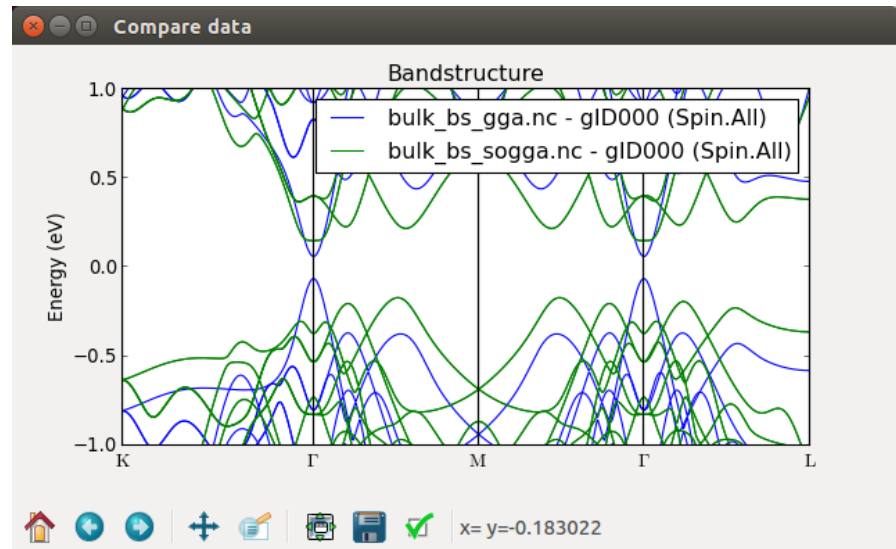 Compare data
Bandstructure
bulk_bs_gga.nc - gID000 (Spin.All)
bulk_bs_sogga.nc - gID000 (Spin.All)
Energy (eV)
1.0
0.5
0.0
−0.5
−1.0
K Γ M Γ L
x= y=-0.183022